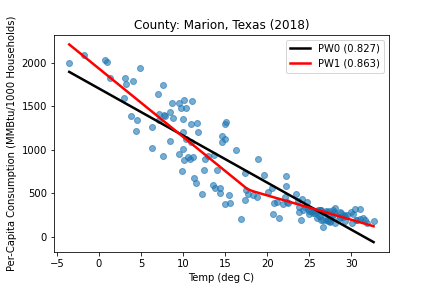 County: Marion, Texas (2018)
PW0 (0.827)
PW1 (0.863)
Per-Capita Consumption (MMBtu/1000 Households)
2000
1500
1000
500
0
-5 0 5 10 15 20 25 30
Temp (deg C)